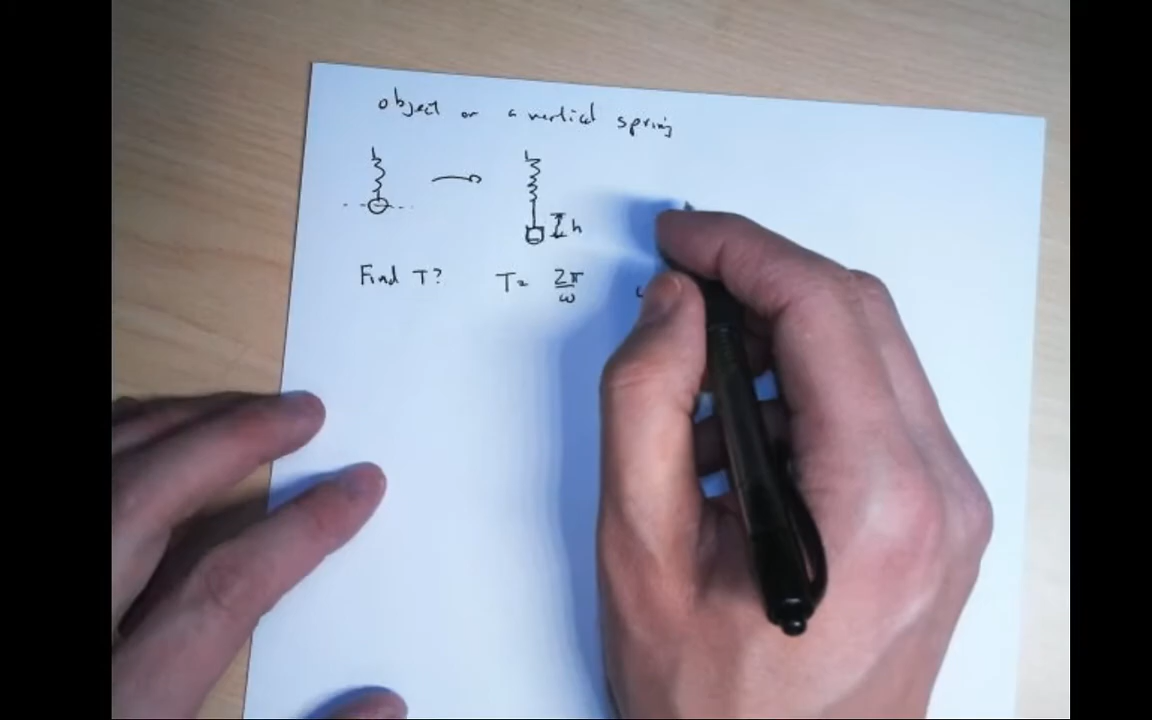 object on a vertical spring
h
Find T? T = 2π/ω